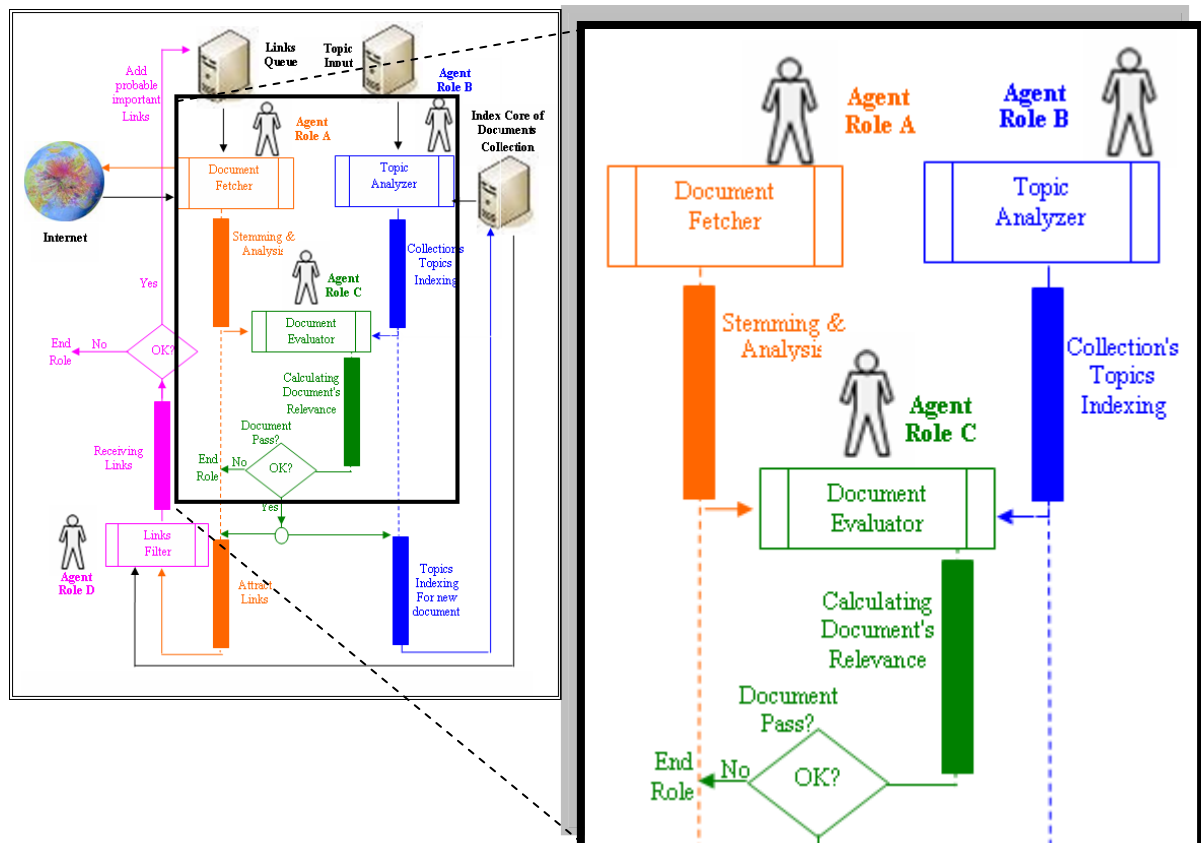 Links
Queue
Topic
Input
Add
probable
important
Links
Agent
Role B
Agent
Role A
Index Core of
Documents
Collection
Document
Fetcher
Topic
Analyzer
Internet
Stemming &
Analysis
Collection's
Topics
Indexing
Agent
Role C
Yes
Document
Evaluator
End
Role
No
OK?
Calculating
Document's
Relevance
Document
Pass?
Receiving
Links
End
Role
No
OK?
Yes
Links
Filter
Agent
Role D
Attract
Links
Topics
Indexing
For new
document
Agent
Role A
Agent
Role B
Document
Fetcher
Topic
Analyzer
Stemming &
Analysis
Collection's
Topics
Indexing
Agent
Role C
Document
Evaluator
Calculating
Document's
Relevance
Document
Pass?
End
Role
No
OK?